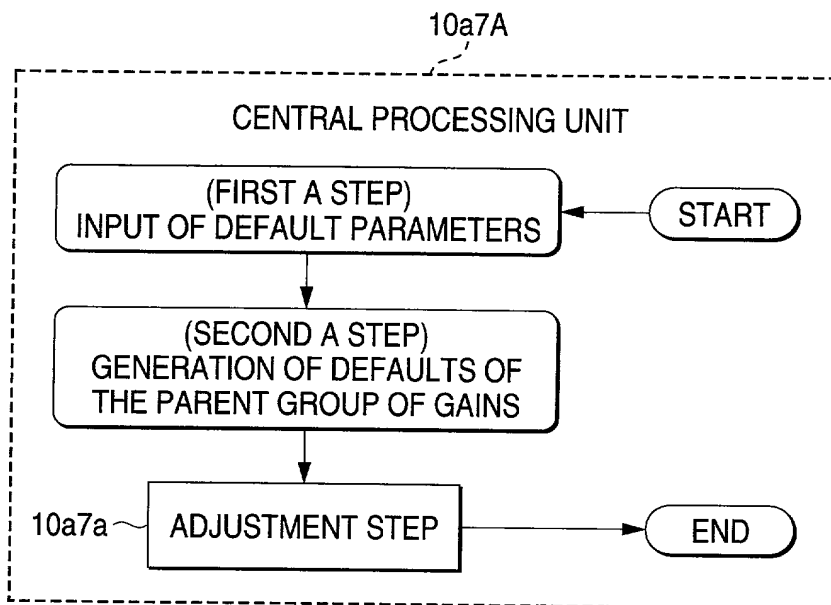 10a7A
CENTRAL PROCESSING UNIT
(FIRST A STEP)
INPUT OF DEFAULT PARAMETERS
START
(SECOND A STEP)
GENERATION OF DEFAULTS OF
THE PARENT GROUP OF GAINS
10a7a
ADJUSTMENT STEP
END